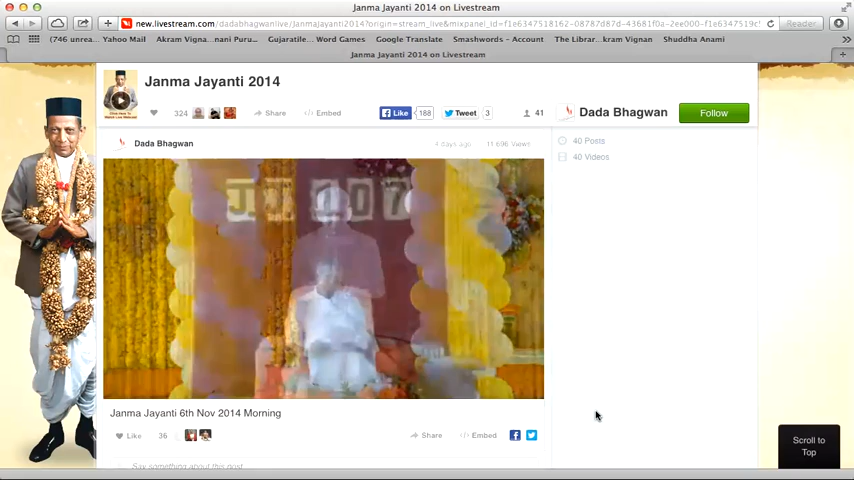 Janma Jayanti 2014 on Livestream
new.livestream.com/dadabhagwanlive/Janmajayanti2014?origin=stream_live&mixpanel_id=f1e6347518162-08787d87d-43681f0a-2ee000-f1e6347519c
Reader
(746 unrea... Yahoo Mail Akram Vig...nani Puru... Gujaratile... Word Games Google Translate Smashwords - Account The Librar...kram Vignan Shuddha Anami
Janma Jayanti 2014 on Livestream
Janma Jayanti 2014
324 Share Embed Like 188 Tweet 3 41
Dada Bhagwan Follow
Dada Bhagwan 4 days ago 11 696 Views
40 Posts
40 Videos
Janma Jayanti 6th Nov 2014 Morning
Like 36 Share Embed
Say something about this post
Scroll to
Top